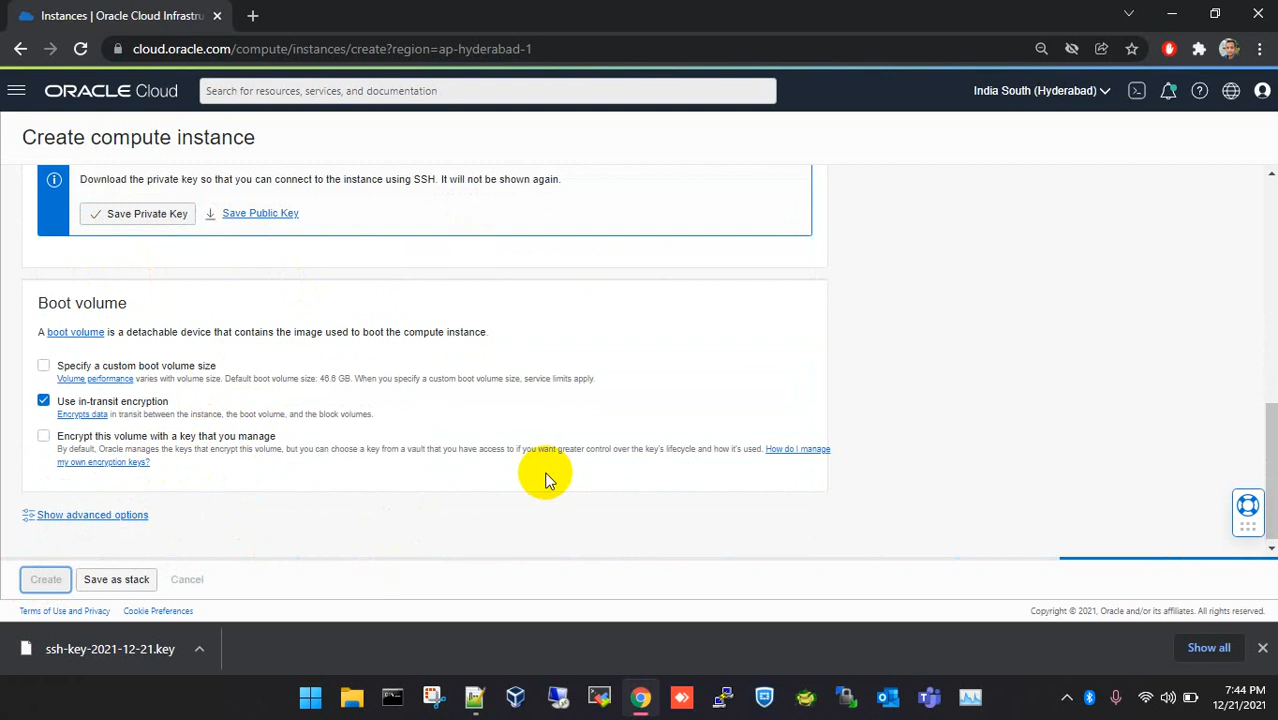 Instances | Oracle Cloud Infrastru
cloud.oracle.com/compute/instances/create?region=ap-hyderabad-1
ORACLE Cloud
Search for resources, services, and documentation
India South (Hyderabad)
Create compute instance
Download the private key so that you can connect to the instance using SSH. It will not be shown again.
Save Private Key
Save Public Key
Boot volume
A boot volume is a detachable device that contains the image used to boot the compute instance.
Specify a custom boot volume size
Volume performance varies with volume size. Default boot volume size: 46.6 GB. When you specify a custom boot volume size, service limits apply.
Use in-transit encryption
Encrypts data in transit between the instance, the boot volume, and the block volumes.
Encrypt this volume with a key that you manage
By default, Oracle manages the keys that encrypt this volume, but you can choose a key from a vault that you have access to if you want greater control over the key's lifecycle and how it's used. How do I manage
my own encryption keys?
Show advanced options
Create
Save as stack
Cancel
Terms of Use and Privacy
Cookie Preferences
Copyright © 2021, Oracle and/or its affiliates. All rights reserved.
ssh-key-2021-12-21.key
Show all
7:44 PM
12/21/2021